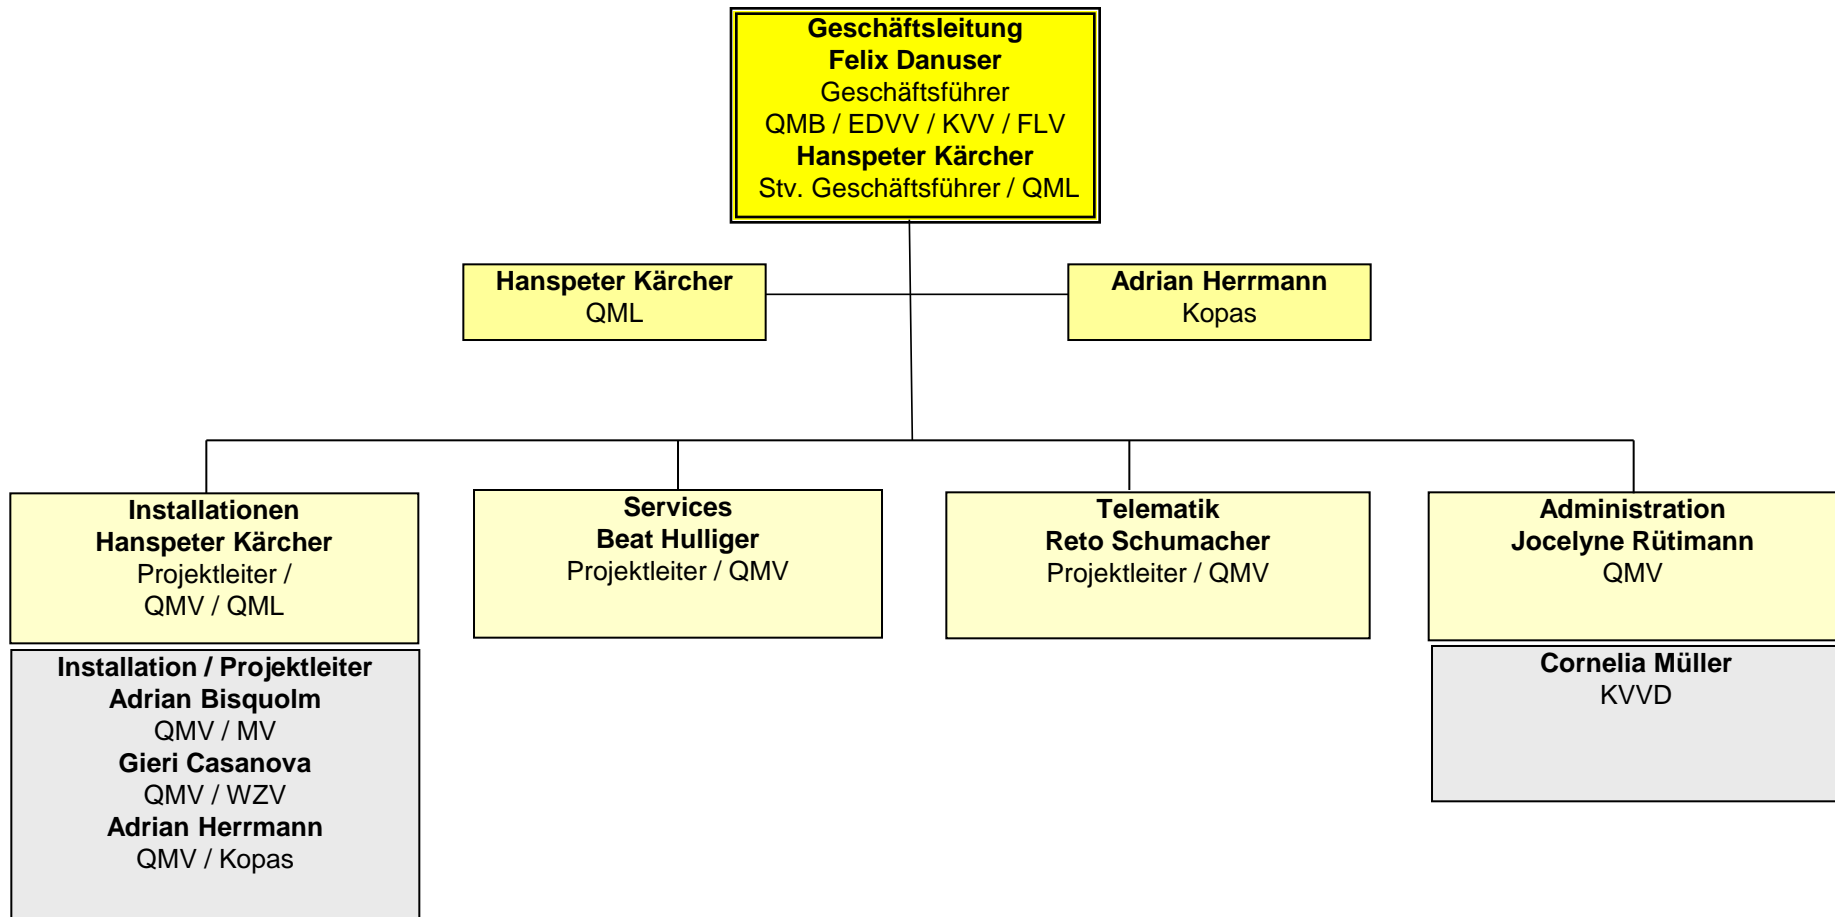 Geschäftsleitung
Felix Danuser
Geschäftsführer
QMB / EDVV / KVV / FLV
Hanspeter Kärcher
Stv. Geschäftsführer / QML
Hanspeter Kärcher
QML
Adrian Herrmann
Kopas
Installationen
Hanspeter Kärcher
Projektleiter /
QMV / QML
Services
Beat Hulliger
Projektleiter / QMV
Telematik
Reto Schumacher
Projektleiter / QMV
Administration
Jocelyne Rütimann
QMV
Installation / Projektleiter
Adrian Bisquolm
QMV / MV
Gieri Casanova
QMV / WZV
Adrian Herrmann
QMV / Kopas
Cornelia Müller
KVVD